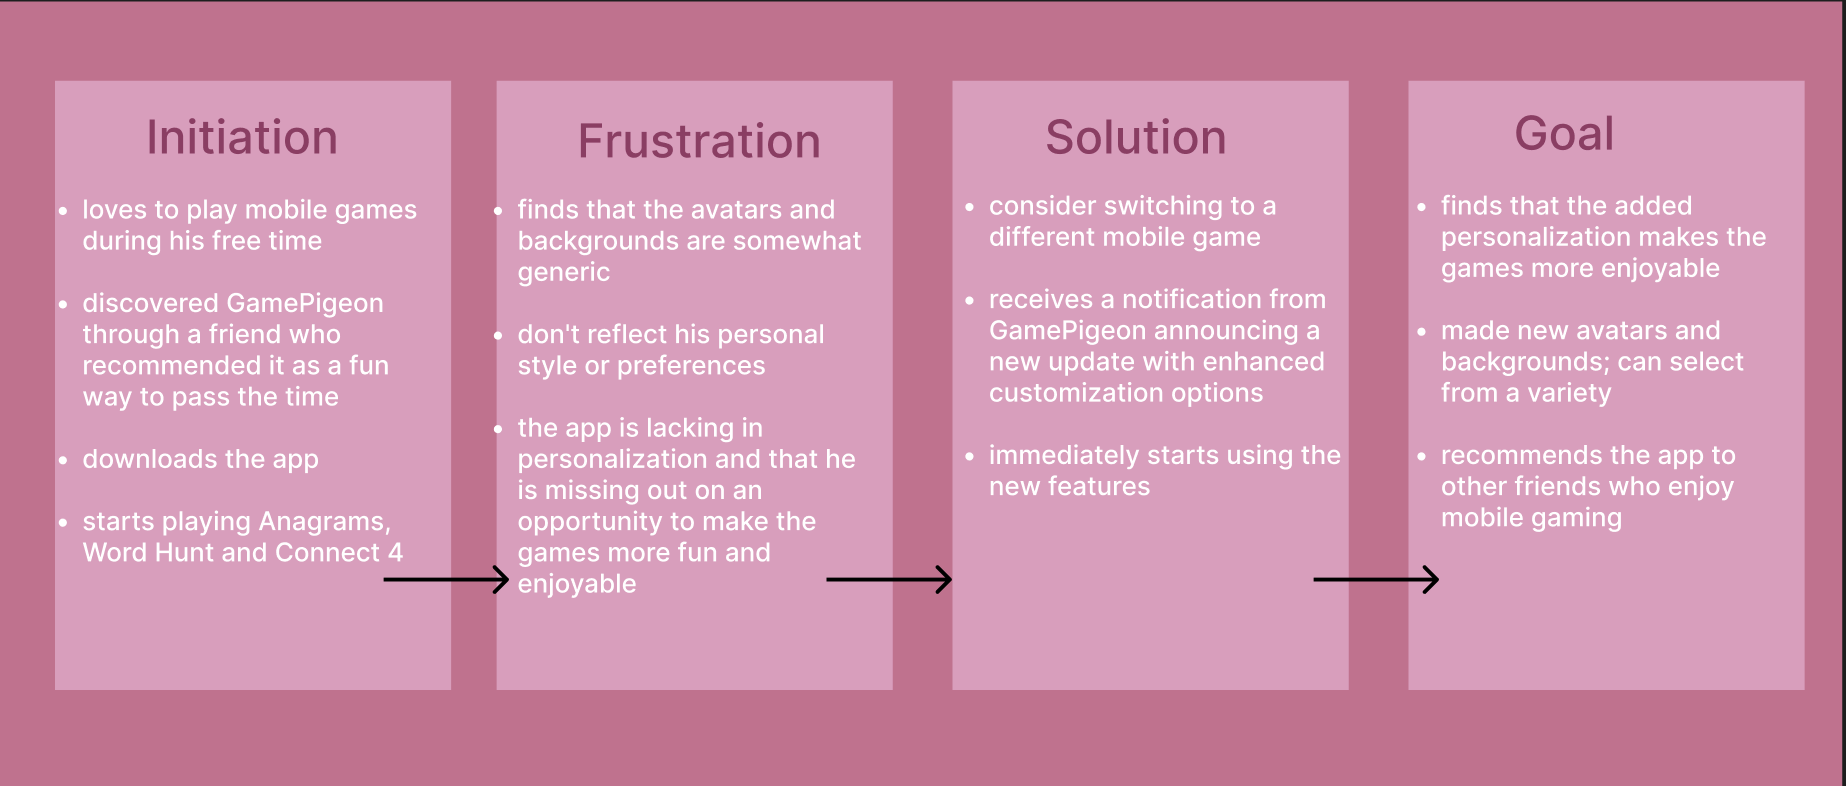 Initiation
• loves to play mobile games
during his free time
• discovered GamePigeon
through a friend who
recommended it as a fun
way to pass the time
• downloads the app
• starts playing Anagrams,
Word Hunt and Connect 4
Frustration
• finds that the avatars and
backgrounds are somewhat
generic
• don't reflect his personal
style or preferences
• the app is lacking in
personalization and that he
is missing out on an
opportunity to make the
games more fun and
enjoyable
Solution
• consider switching to a
different mobile game
• receives a notification from
GamePigeon announcing a
new update with enhanced
customization options
• immediately starts using the
new features
Goal
• finds that the added
personalization makes the
games more enjoyable
• made new avatars and
backgrounds; can select
from a variety
• recommends the app to
other friends who enjoy
mobile gaming